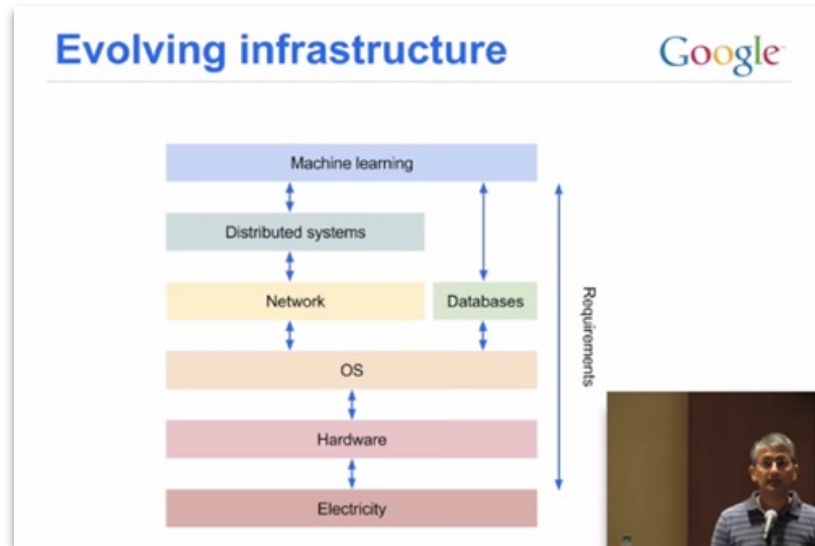 Evolving infrastructure
Google
Machine learning
Distributed systems
Network
Databases
OS
Hardware
Electricity
Requirements